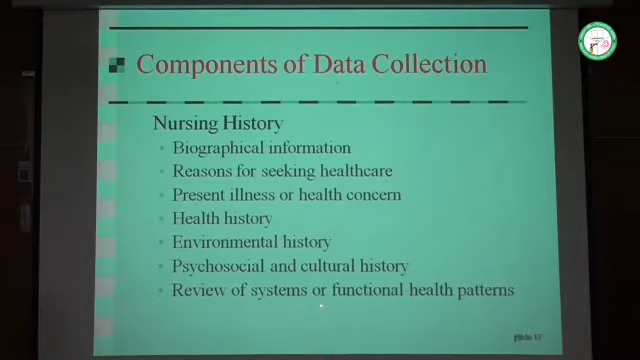 Components of Data Collection
Nursing History
Biographical information
Reasons for seeking healthcare
Present illness or health concern
Health history
Environmental history
Psychosocial and cultural history
Review of systems or functional health patterns
17